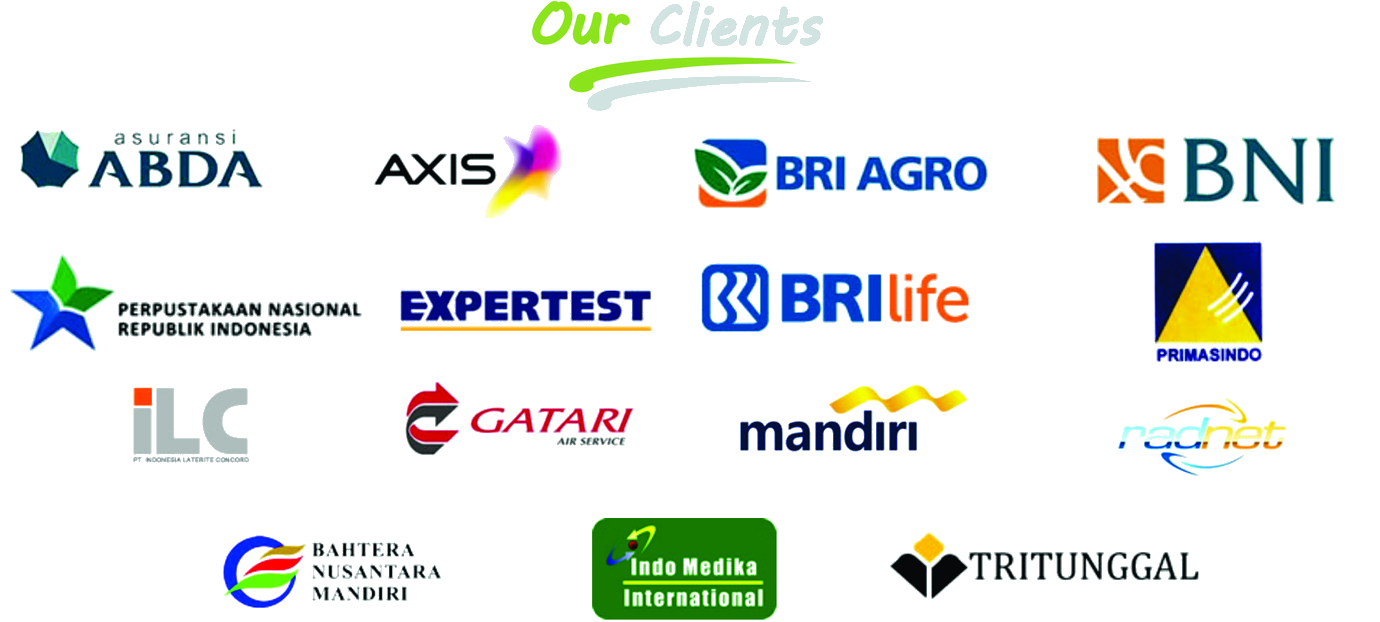 Our Clients
asuransi
ABDA
AXIS
BRI AGRO
BNI
PERPUSTAKAAN NASIONAL
REPUBLIK INDONESIA
EXPERTEST
BRIlife
PRIMASINDO
iLC
PT INDONESIA LATERITE CONCORD
GATARI
AIR SERVICE
mandiri
radnet
BAHTERA
NUSANTARA
MANDIRI
Indo Medika
International
TRITUNGGAL